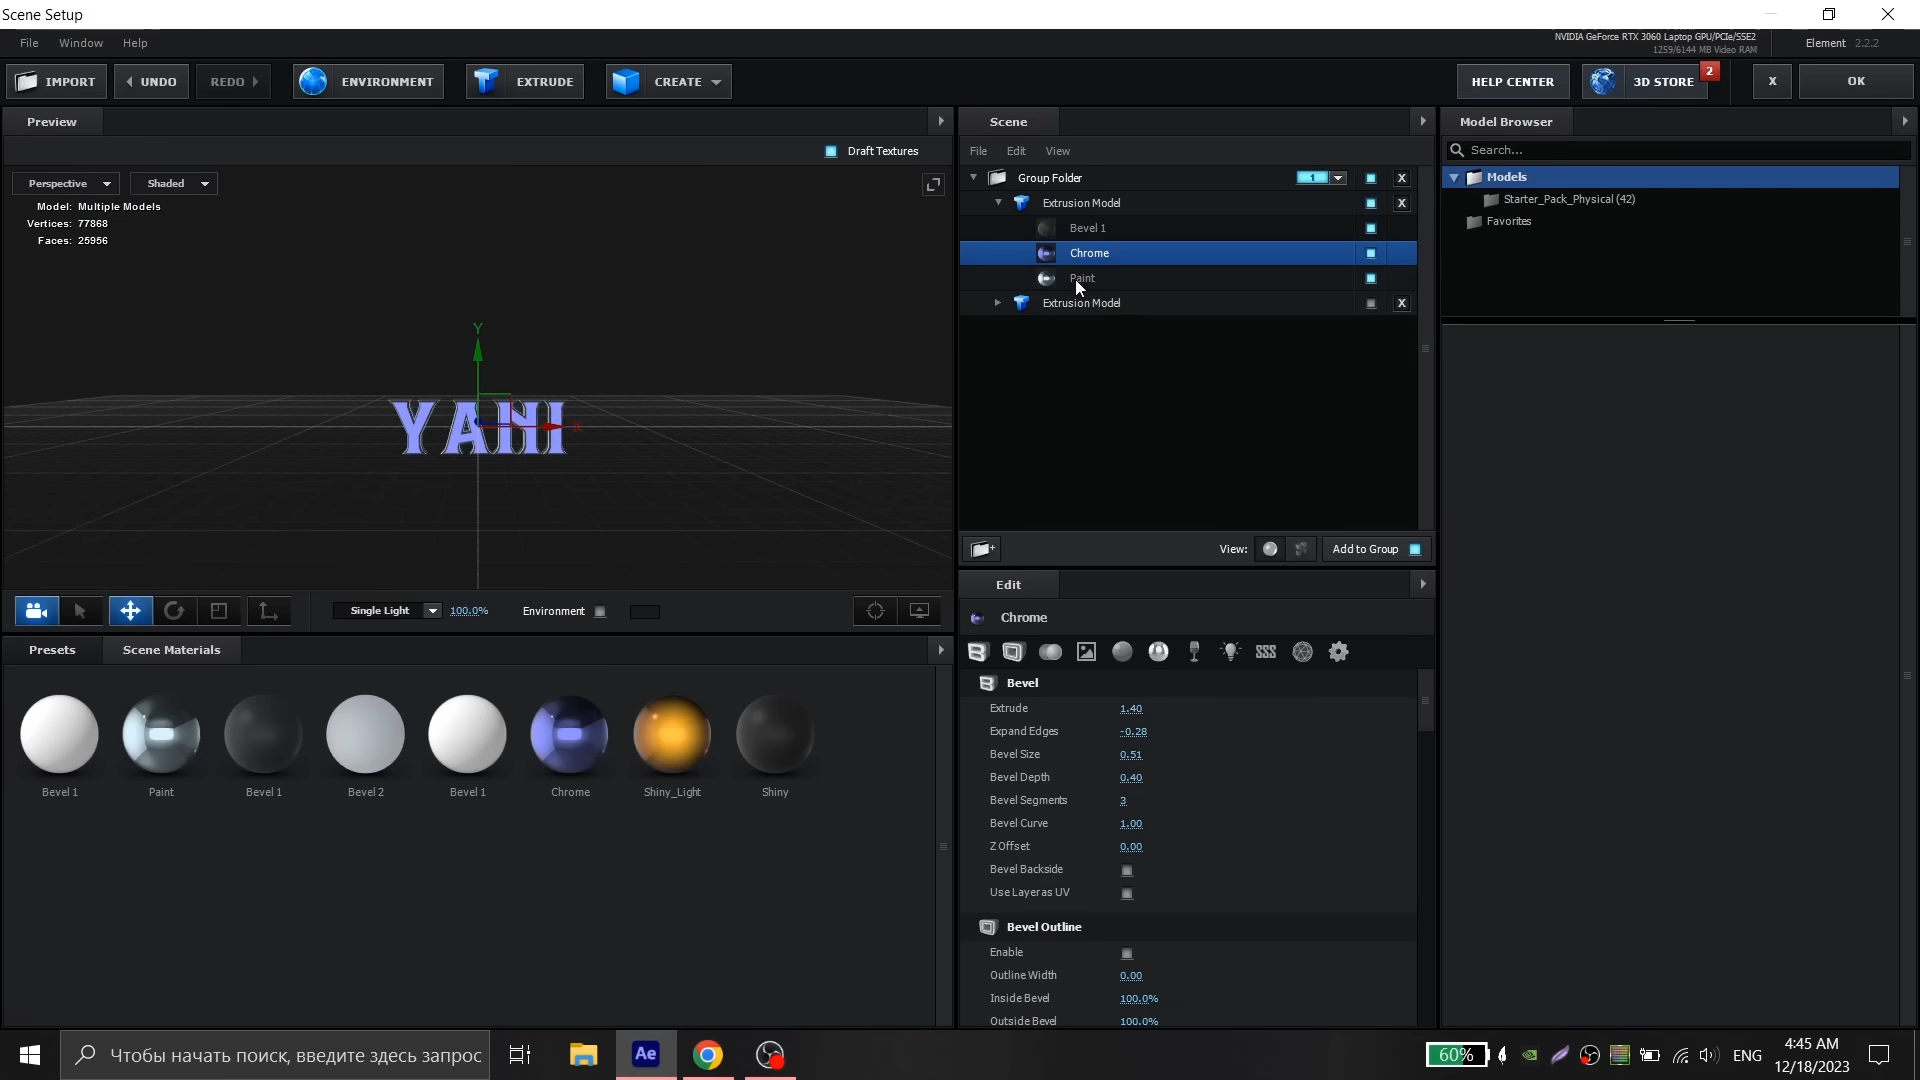 Scene Setup
File Window Help
NVIDIA GeForce RTX 3060 Laptop GPU/PCIe/SSE2
1259/6144 MB Video RAM
Element 2.2.2
IMPORT UNDO REDO ENVIRONMENT EXTRUDE CREATE HELP CENTER 3D STORE 2 X OK
Preview
Draft Textures
Perspective Shaded
Model: Multiple Models
Vertices: 77868
Faces: 25956
Y
YANI
X
Single Light 100.0% Environment
Presets Scene Materials
Bevel 1 Paint Bevel 1 Bevel 2 Bevel 1 Chrome Shiny_Light Shiny
Scene
File Edit View
Group Folder 1 X
Extrusion Model X
Bevel 1
Chrome
Paint
Extrusion Model X
View: Add to Group
Edit
Chrome
Bevel
Extrude 1.40
Expand Edges -0.28
Bevel Size 0.51
Bevel Depth 0.40
Bevel Segments 3
Bevel Curve 1.00
Z Offset 0.00
Bevel Backside
Use Layer as UV
Bevel Outline
Enable
Outline Width 0.00
Inside Bevel 100.0%
Outside Bevel 100.0%
Model Browser
Search...
Models
Starter_Pack_Physical (42)
Favorites
Чтобы начать поиск, введите здесь запрос
Ae
60%
ENG
4:45 AM
12/18/2023